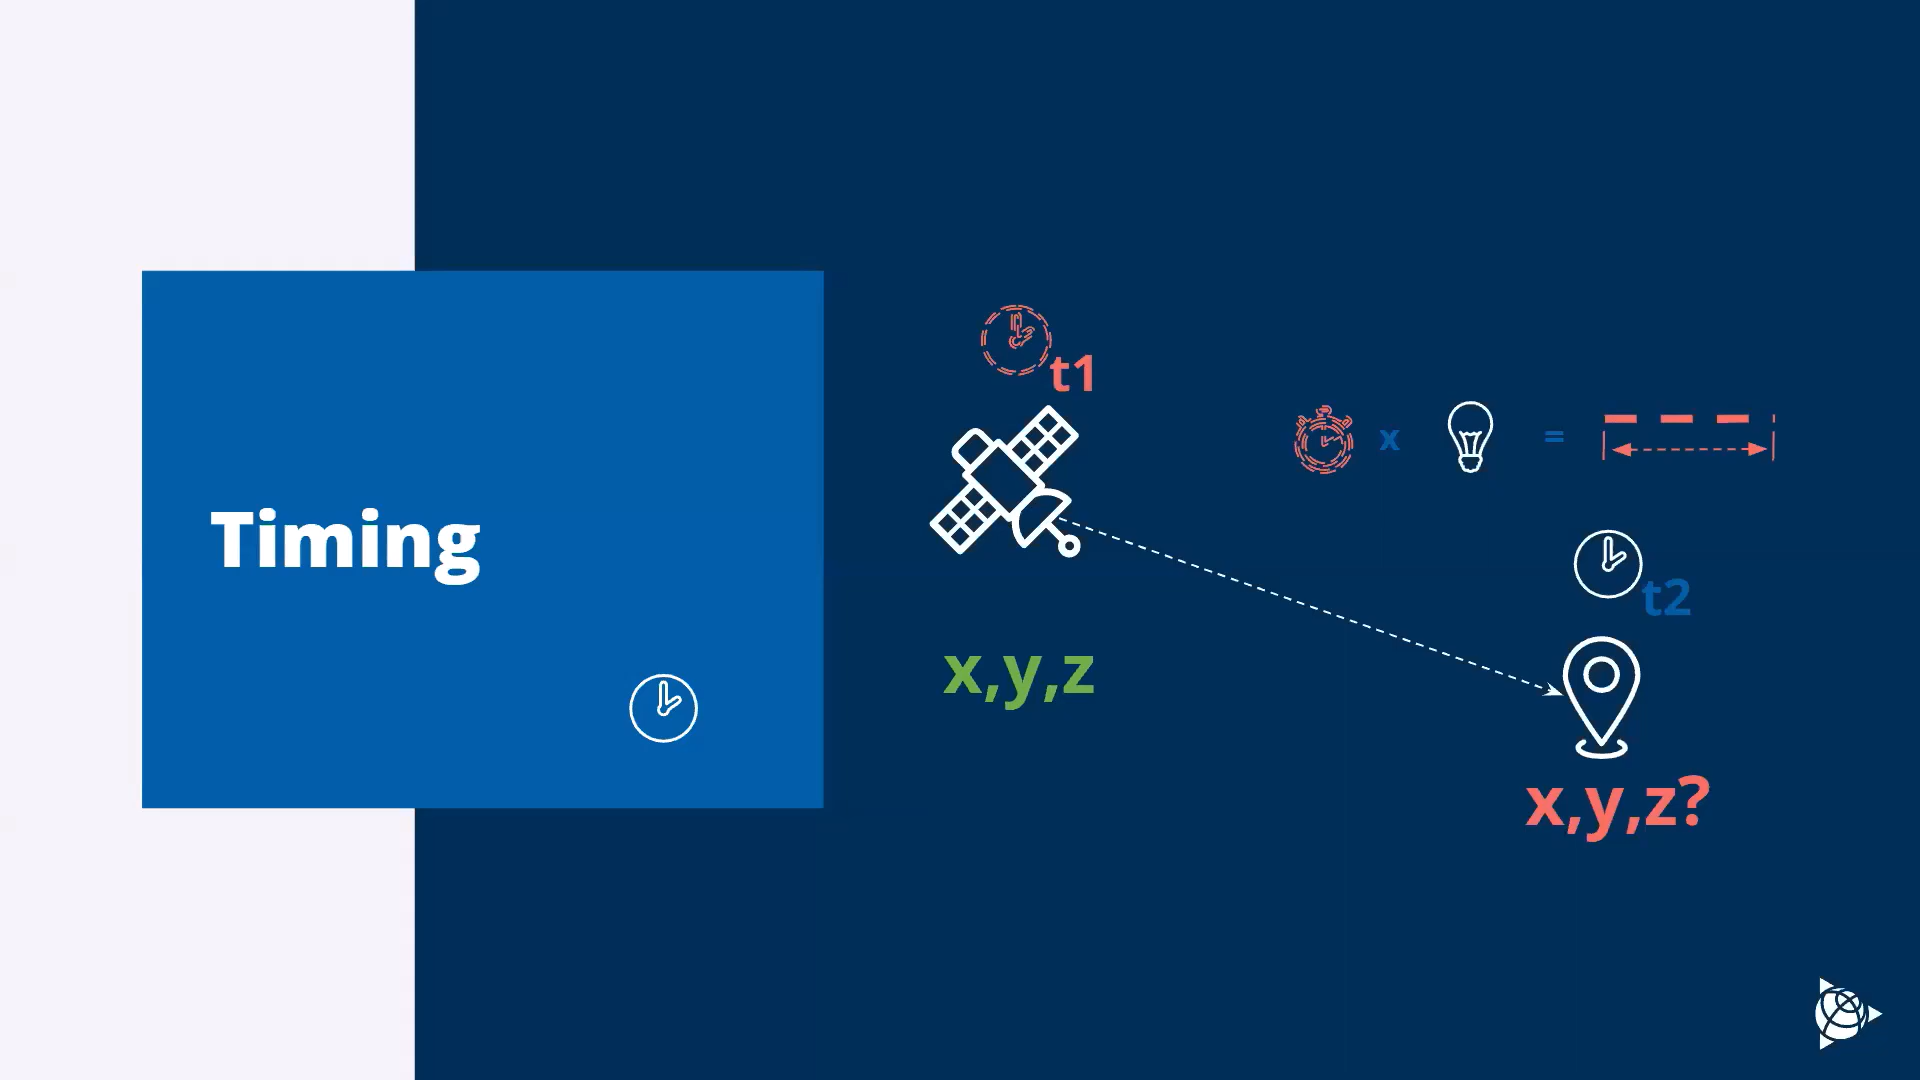 Timing
t1
x =
t2
x,y,z
x,y,z?